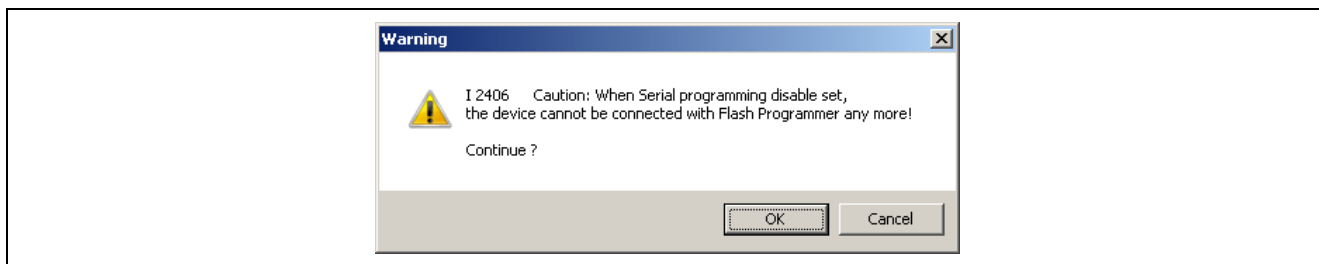 Warning
I 2406 Caution: When Serial programming disable set,
the device cannot be connected with Flash Programmer any more!
Continue ?
OK Cancel